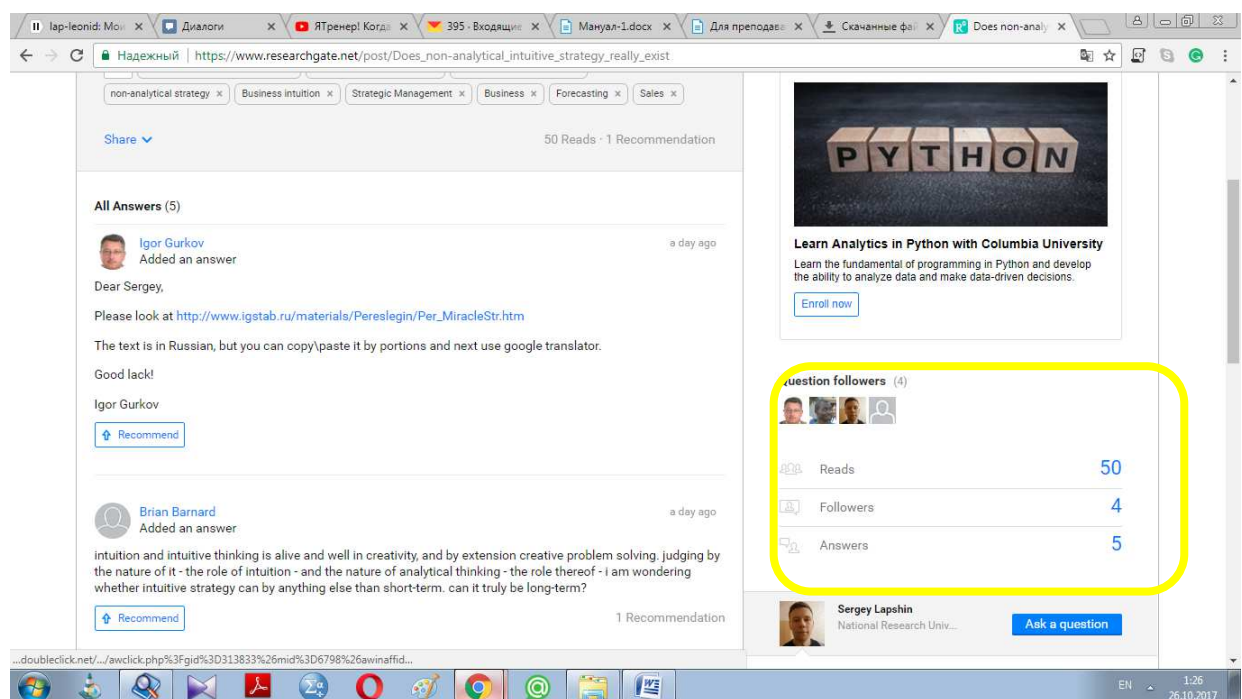 lap-leonid: Мои
Диалоги
ЯТренер! Когда
395 - Входящие
Мануал-1.docx
Для преподава
Скачанные фай
Does non-analy
Надежный | https://www.researchgate.net/post/Does_non-analytical_intuitive_strategy_really_exist
non-analytical strategy × Business intuition × Strategic Management × Business × Forecasting × Sales ×
Share
50 Reads · 1 Recommendation
All Answers (5)
Igor Gurkov
a day ago
Added an answer
Dear Sergey,
Please look at http://www.igstab.ru/materials/Pereslegin/Per_MiracleStr.htm
The text is in Russian, but you can copy\paste it by portions and next use google translator.
Good lack!
Igor Gurkov
Recommend
Brian Barnard
a day ago
Added an answer
intuition and intuitive thinking is alive and well in creativity, and by extension creative problem solving. judging by
the nature of it - the role of intuition - and the nature of analytical thinking - the role thereof - i am wondering
whether intuitive strategy can by anything else than short-term. can it truly be long-term?
Recommend
1 Recommendation
PYTHON
Learn Analytics in Python with Columbia University
Learn the fundamental of programming in Python and develop
the ability to analyze data and make data-driven decisions.
Enroll now
Question followers (4)
Reads 50
Followers 4
Answers 5
Sergey Lapshin
National Research Univ...
Ask a question
...doubleclick.net/.../awclick.php%3Fgid%3D313833%26mid%3D6798%26awinaffid...
EN
1:26
26.10.2017